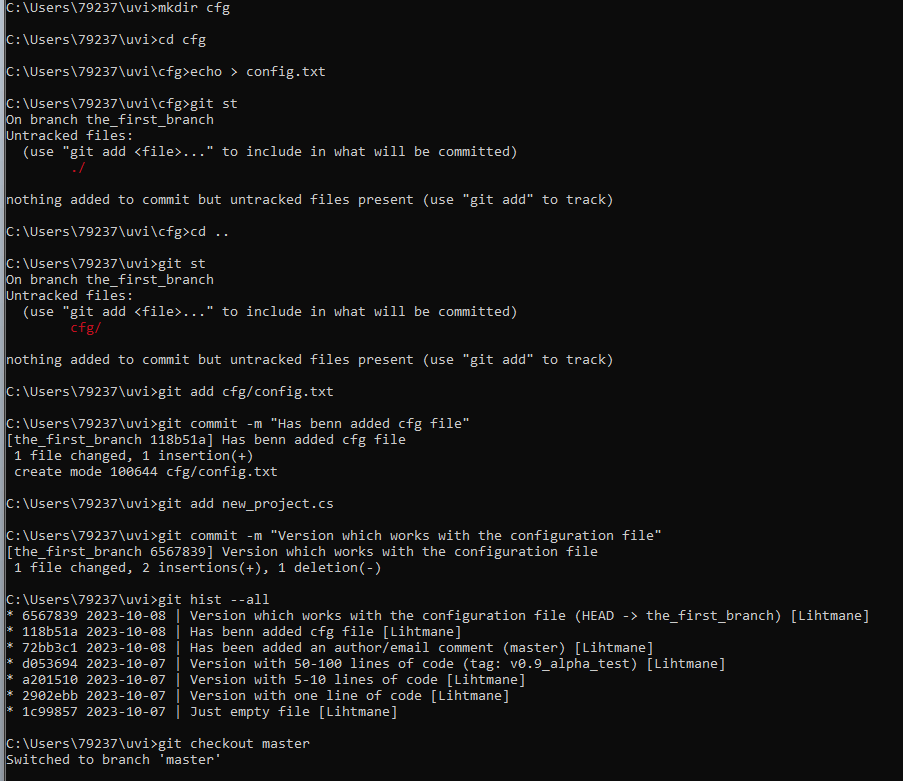 C:\Users\79237\uvi>mkdir cfg
C:\Users\79237\uvi>cd cfg
C:\Users\79237\uvi\cfg>echo > config.txt
C:\Users\79237\uvi\cfg>git st
On branch the_first_branch
Untracked files:
  (use "git add <file>..." to include in what will be committed)
        ./
nothing added to commit but untracked files present (use "git add" to track)
C:\Users\79237\uvi\cfg>cd ..
C:\Users\79237\uvi>git st
On branch the_first_branch
Untracked files:
  (use "git add <file>..." to include in what will be committed)
        cfg/
nothing added to commit but untracked files present (use "git add" to track)
C:\Users\79237\uvi>git add cfg/config.txt
C:\Users\79237\uvi>git commit -m "Has benn added cfg file"
[the_first_branch 118b51a] Has benn added cfg file
 1 file changed, 1 insertion(+)
 create mode 100644 cfg/config.txt
C:\Users\79237\uvi>git add new_project.cs
C:\Users\79237\uvi>git commit -m "Version which works with the configuration file"
[the_first_branch 6567839] Version which works with the configuration file
 1 file changed, 2 insertions(+), 1 deletion(-)
C:\Users\79237\uvi>git hist --all
* 6567839 2023-10-08 | Version which works with the configuration file (HEAD -> the_first_branch) [Lihtmane]
* 118b51a 2023-10-08 | Has benn added cfg file [Lihtmane]
* 72bb3c1 2023-10-08 | Has been added an author/email comment (master) [Lihtmane]
* d053694 2023-10-07 | Version with 50-100 lines of code (tag: v0.9_alpha_test) [Lihtmane]
* a201510 2023-10-07 | Version with 5-10 lines of code [Lihtmane]
* 2902ebb 2023-10-07 | Version with one line of code [Lihtmane]
* 1c99857 2023-10-07 | Just empty file [Lihtmane]
C:\Users\79237\uvi>git checkout master
Switched to branch 'master'